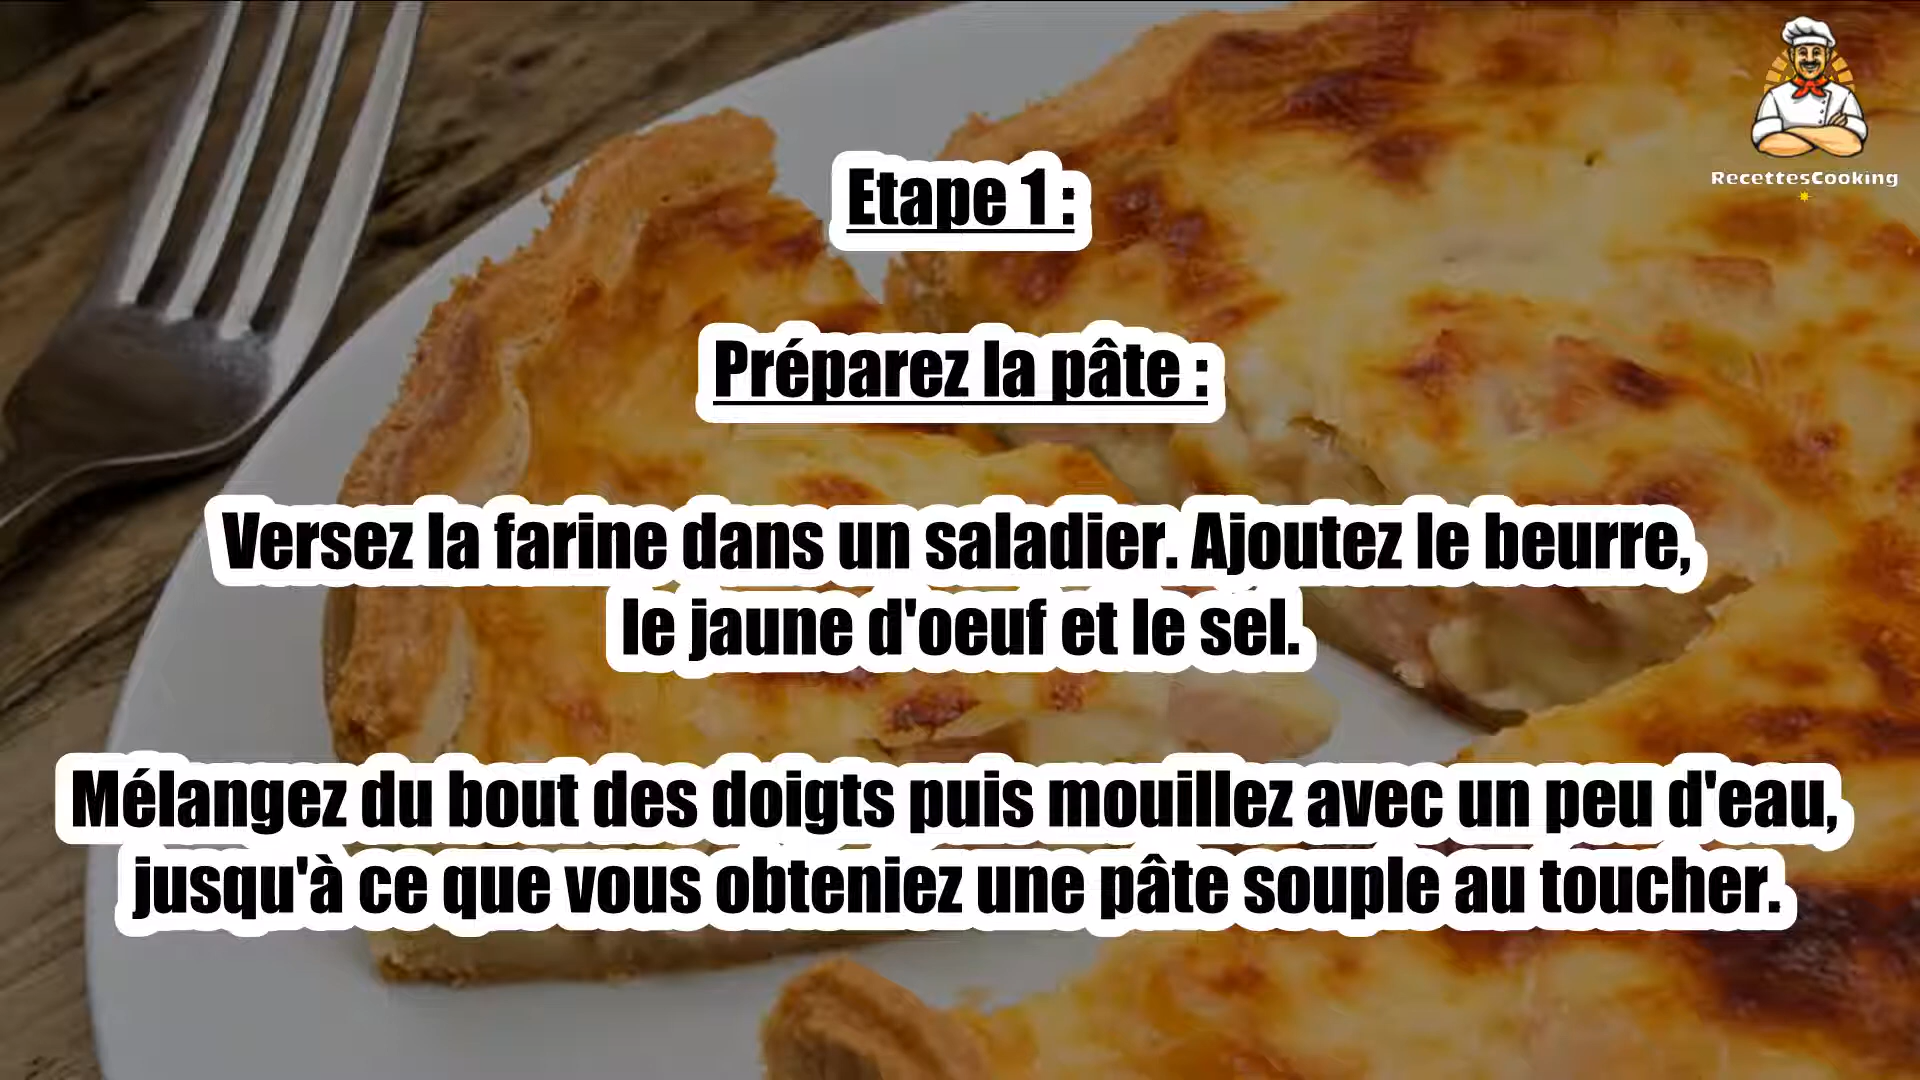 RecettesCooking
Etape 1 :
Préparez la pâte :
Versez la farine dans un saladier. Ajoutez le beurre,
le jaune d'oeuf et le sel.
Mélangez du bout des doigts puis mouillez avec un peu d'eau,
jusqu'à ce que vous obteniez une pâte souple au toucher.